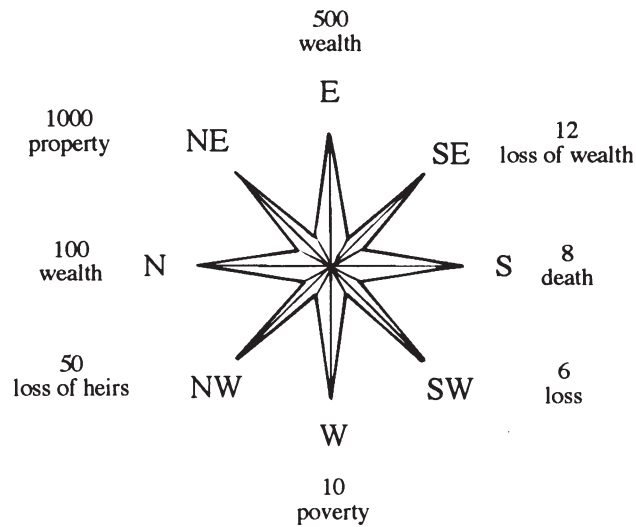 500
wealth
E
1000
property
NE
SE
12
loss of wealth
100
wealth
N
S
8
death
50
loss of heirs
NW
SW
6
loss
W
10
poverty